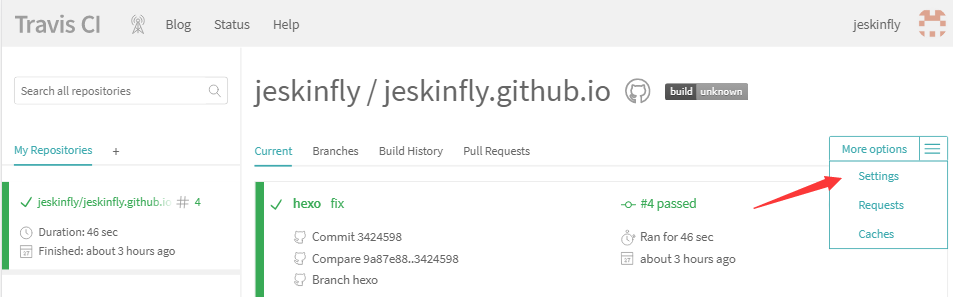 Travis CI Blog Status Help jeskinfly
Search all repositories
jeskinfly / jeskinfly.github.io build unknown
My Repositories +
Current Branches Build History Pull Requests More options
Settings
Requests
Caches
jeskinfly/jeskinfly.github.io # 4
Duration: 46 sec
Finished: about 3 hours ago
hexo fix #4 passed
Commit 3424598 Ran for 46 sec
Compare 9a87e88..3424598 about 3 hours ago
Branch hexo